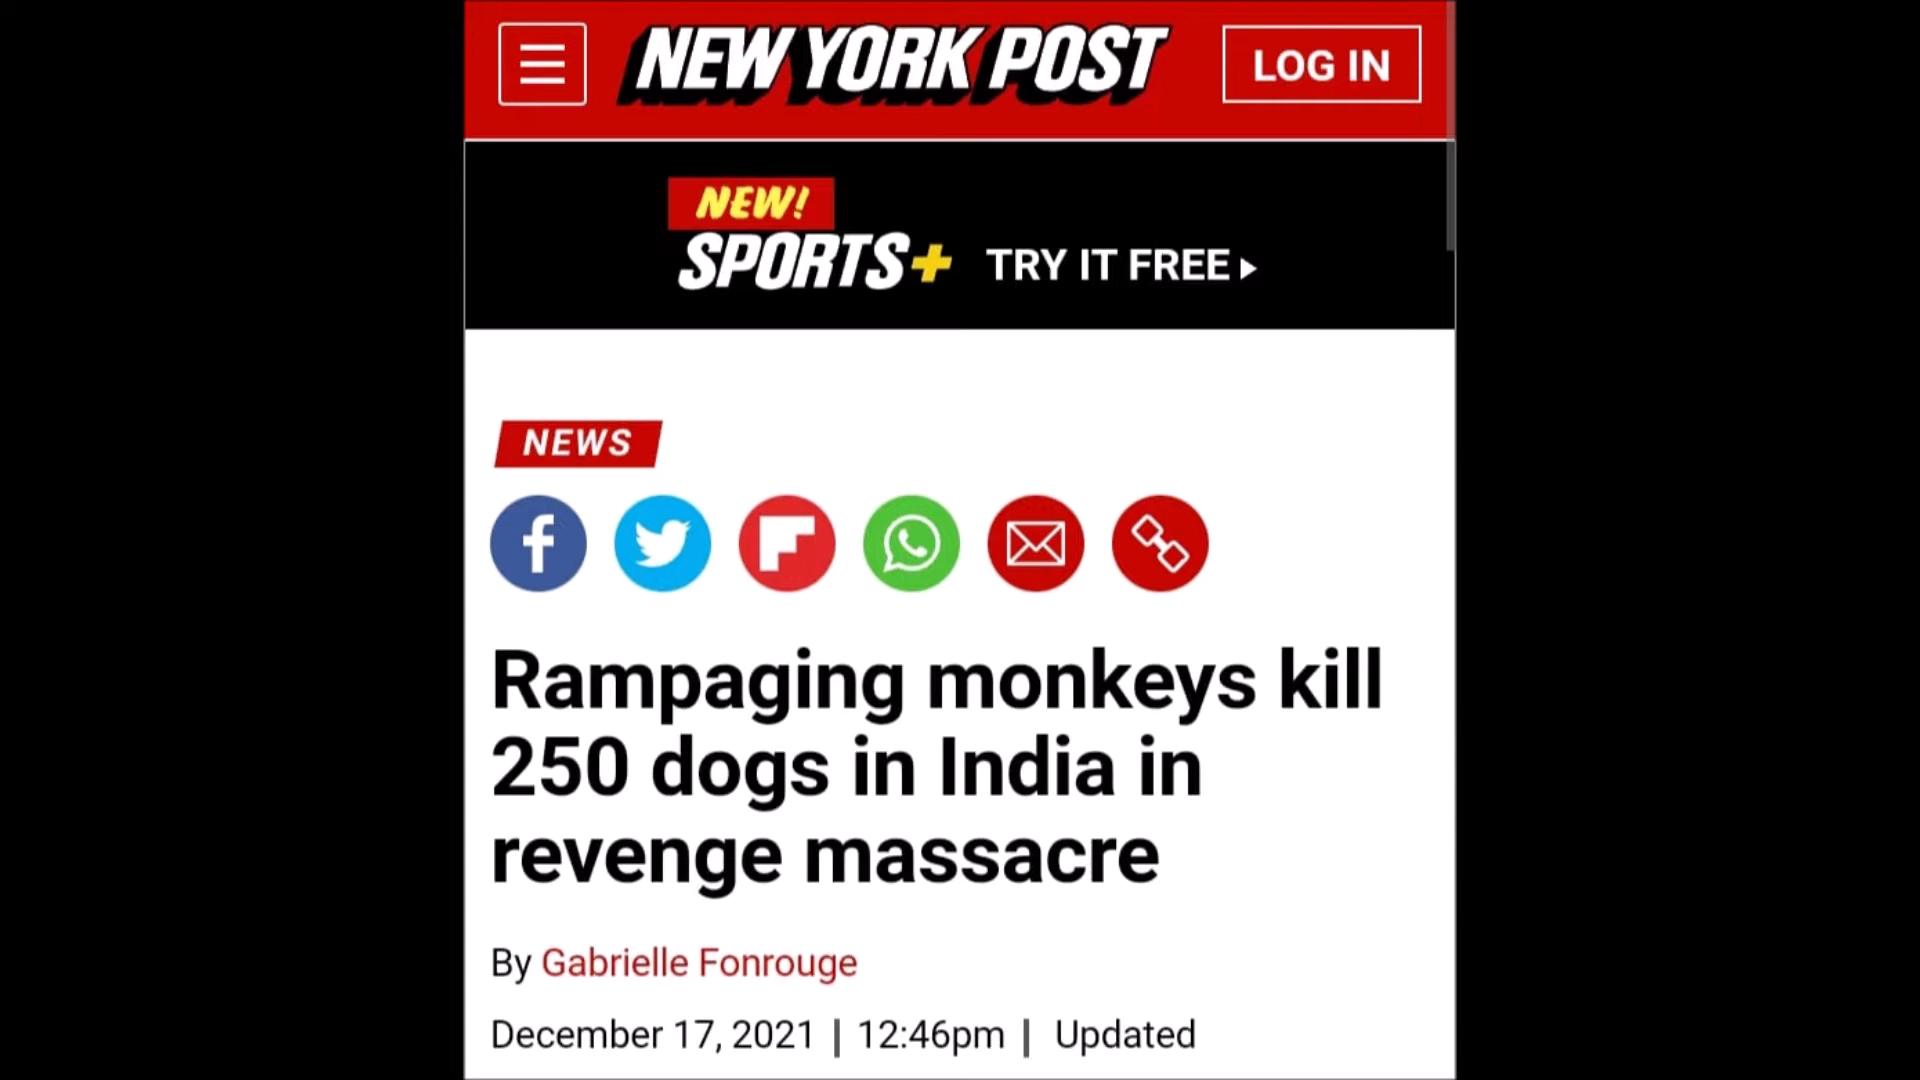 NEW YORK POST
LOG IN
NEW!
SPORTS+ TRY IT FREE
NEWS
Rampaging monkeys kill
250 dogs in India in
revenge massacre
By Gabrielle Fonrouge
December 17, 2021 | 12:46pm | Updated